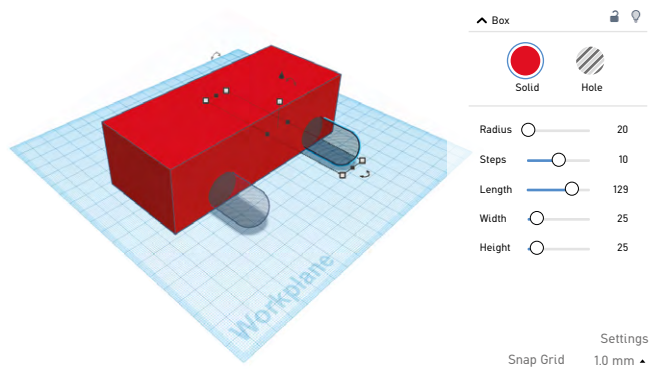 Box
Solid Hole
Radius 20
Steps 10
Length 129
Width 25
Height 25
Workplane
Settings
Snap Grid 1.0 mm